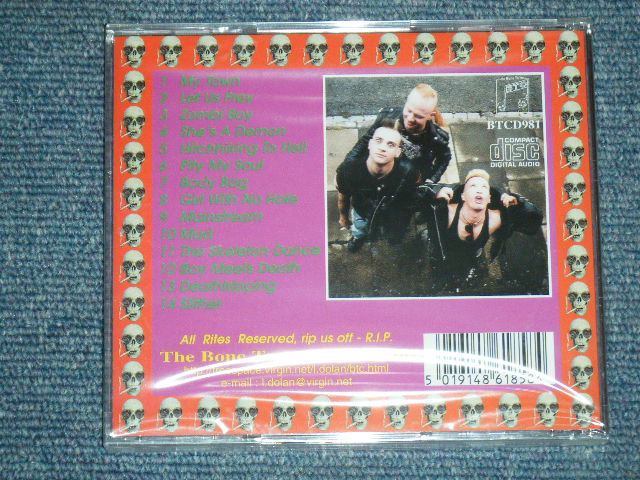 1 My Town
2 Let Us Prey
3 Zombi Boy
4 She's A Demon
5 Hitchhiking To Hell
6 Pity My Soul
7 Body Bag
8 Girl With No Hole
9 Mainstream
10 Mad
11 The Skeleton Dance
12 Boy Meets Death
13 Deathracing
14 Slither
BTCD981
COMPACT
disc
DIGITAL AUDIO
All Rites Reserved, rip us off - R.I.P.
The Bone
e-mail : l.dolan@virgin.net
5 019148 6185